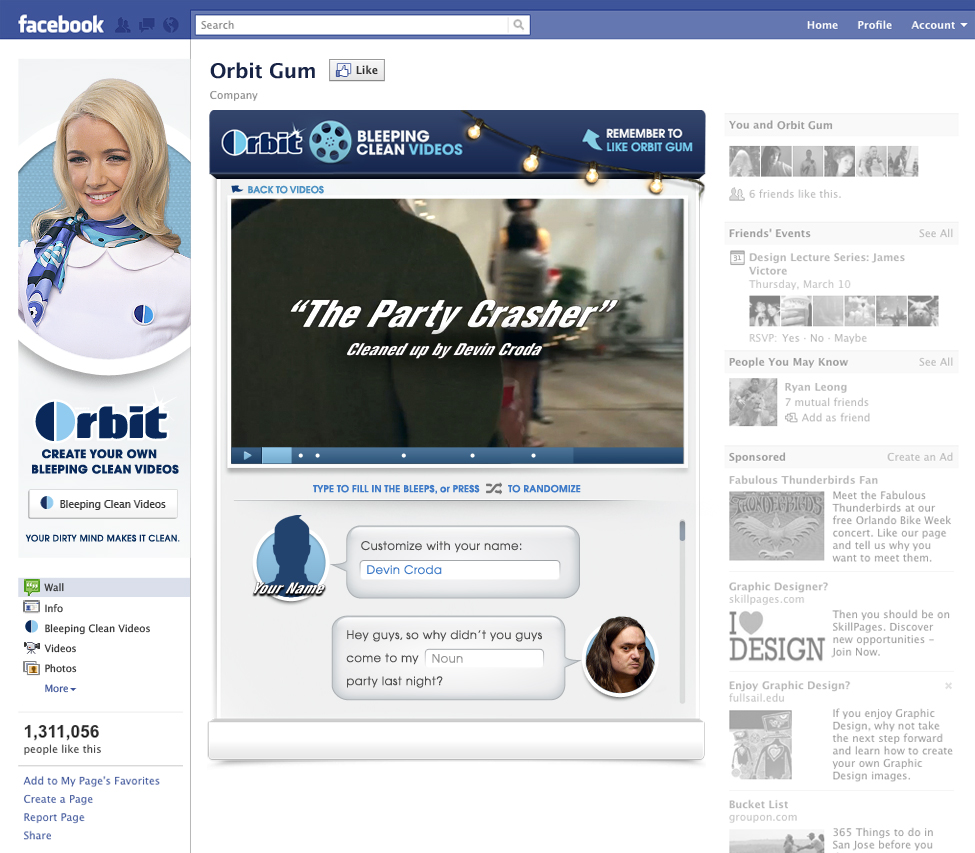 facebook
Search
Home
Profile
Account
Orbit Gum
Like
Company
Orbit
BLEEPING
CLEAN VIDEOS
REMEMBER TO
LIKE ORBIT GUM
BACK TO VIDEOS
“The Party Crasher”
Cleaned up by Devin Croda
TYPE TO FILL IN THE BLEEPS, or PRESS TO RANDOMIZE
Your Name
Customize with your name:
Devin Croda
Hey guys, so why didn't you guys
come to my Noun
party last night?
Orbit
CREATE YOUR OWN
BLEEPING CLEAN VIDEOS
Bleeping Clean Videos
YOUR DIRTY MIND MAKES IT CLEAN.
Wall
Info
Bleeping Clean Videos
Videos
Photos
More
1,311,056
people like this
Add to My Page's Favorites
Create a Page
Report Page
Share
You and Orbit Gum
6 friends like this.
Friends' Events
See All
31
Design Lecture Series: James
Victore
Thursday, March 10
RSVP: Yes · No · Maybe
People You May Know
See All
Ryan Leong
7 mutual friends
Add as friend
Sponsored
Create an Ad
Fabulous Thunderbirds Fan
THUNDERBIRDS
Meet the Fabulous
Thunderbirds at our
free Orlando Bike Week
concert. Like our page
and tell us why you
want to meet them.
Graphic Designer?
skillpages.com
I
DESIGN
Then you should be on
SkillPages. Discover
new opportunities –
Join Now.
Enjoy Graphic Design?
fullsail.edu
If you enjoy Graphic
Design, why not take
the next step forward
and learn how to create
your own Graphic
Design images.
Bucket List
groupon.com
365 Things to do in
San Jose before you